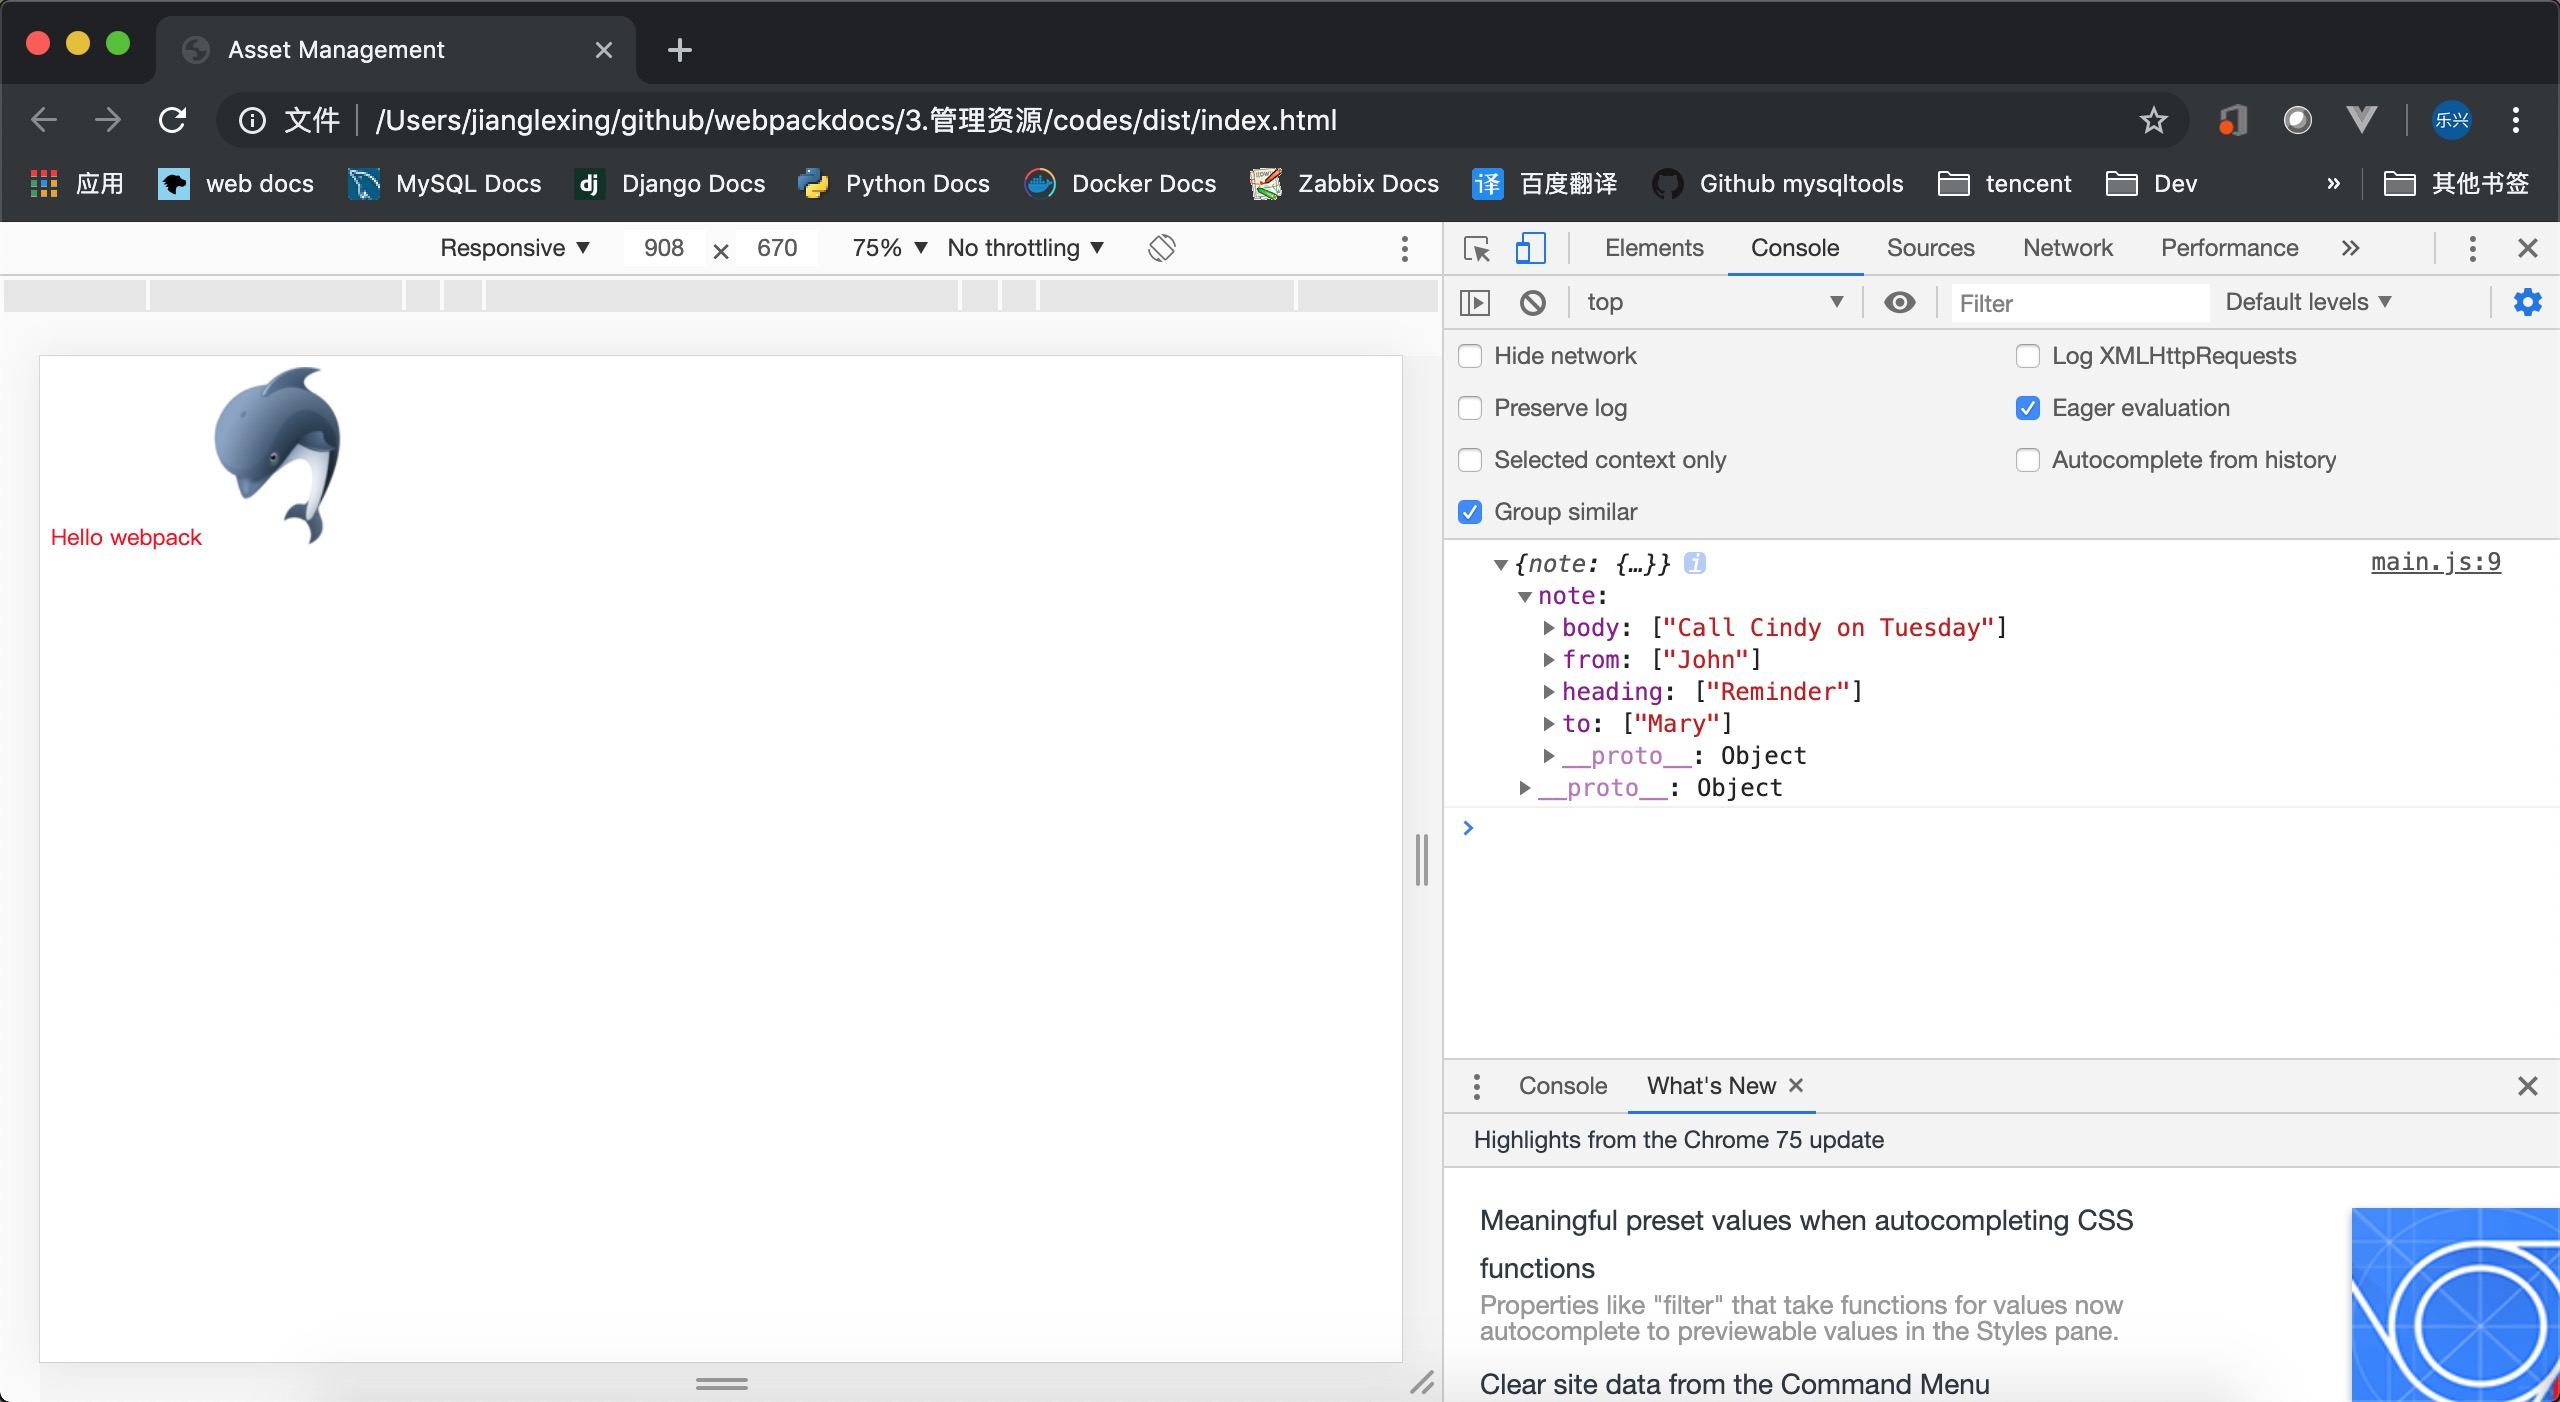 Asset Management
文件 /Users/jianglexing/github/webpackdocs/3.管理资源/codes/dist/index.html
乐兴
应用 web docs MySQL Docs dj Django Docs Python Docs Docker Docs Zabbix Docs 译 百度翻译 Github mysqltools tencent Dev » 其他书签
Responsive ▼ 908 × 670 75% ▼ No throttling ▼
Elements Console Sources Network Performance »
top ▼ Filter Default levels ▼
Hide network Log XMLHttpRequests
Preserve log Eager evaluation
Selected context only Autocomplete from history
Group similar
Hello webpack
▼{note: {…}} i main.js:9
▼note:
▶body: ["Call Cindy on Tuesday"]
▶from: ["John"]
▶heading: ["Reminder"]
▶to: ["Mary"]
▶__proto__: Object
▶__proto__: Object
>
Console What's New ×
Highlights from the Chrome 75 update
Meaningful preset values when autocompleting CSS
functions
Properties like "filter" that take functions for values now
autocomplete to previewable values in the Styles pane.
Clear site data from the Command Menu